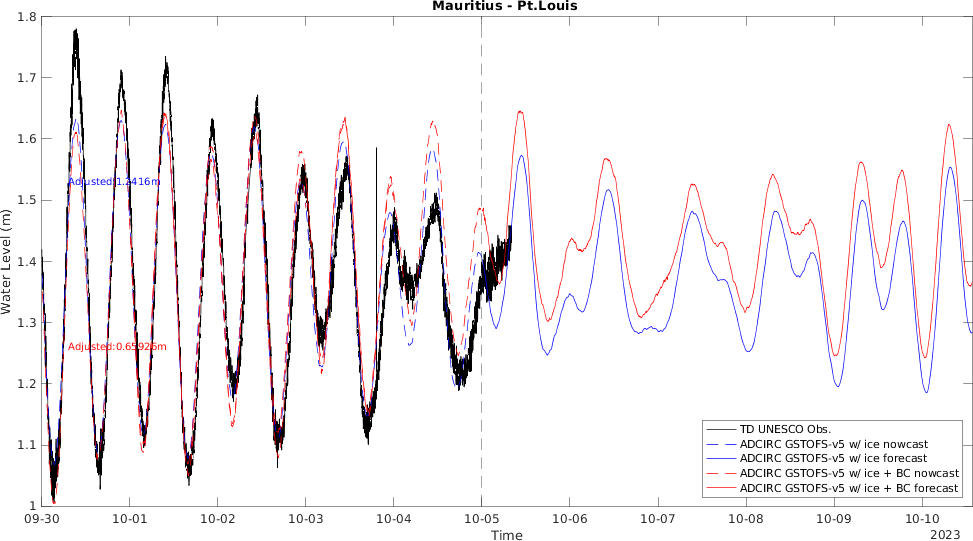 Mauritius - Pt.Louis
1.8
1.7
1.6
1.5
1.4
1.3
1.2
1.1
1
Water Level (m)
Adjusted:1.2416m
Adjusted:0.65926m
TD UNESCO Obs.
ADCIRC GSTOFS-v5 w/ ice nowcast
ADCIRC GSTOFS-v5 w/ ice forecast
ADCIRC GSTOFS-v5 w/ ice + BC nowcast
ADCIRC GSTOFS-v5 w/ ice + BC forecast
09-30 10-01 10-02 10-03 10-04 10-05 10-06 10-07 10-08 10-09 10-10
Time
2023